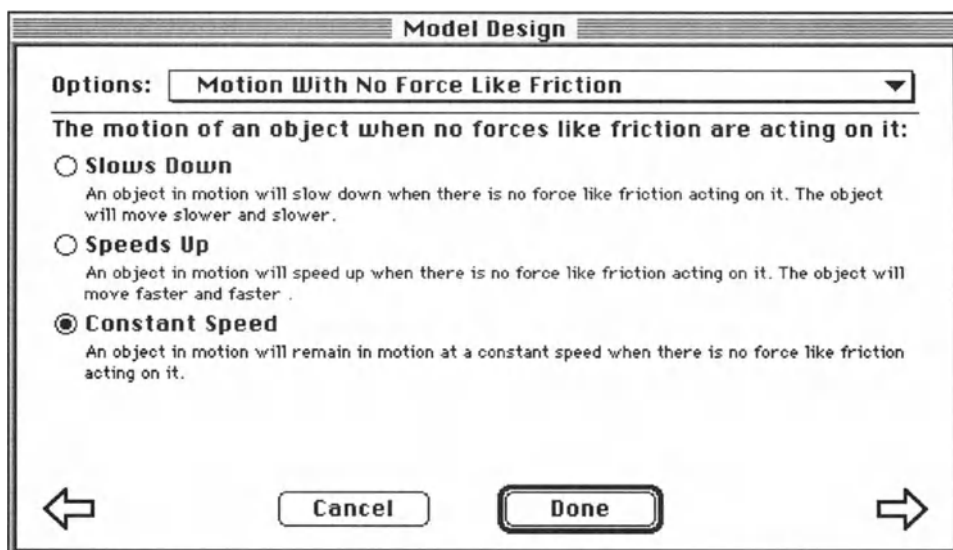 Model Design
Options: Motion With No Force Like Friction
The motion of an object when no forces like friction are acting on it:
Slows Down
An object in motion will slow down when there is no force like friction acting on it. The object
will move slower and slower.
Speeds Up
An object in motion will speed up when there is no force like friction acting on it. The object will
move faster and faster .
Constant Speed
An object in motion will remain in motion at a constant speed when there is no force like friction
acting on it.
Cancel Done